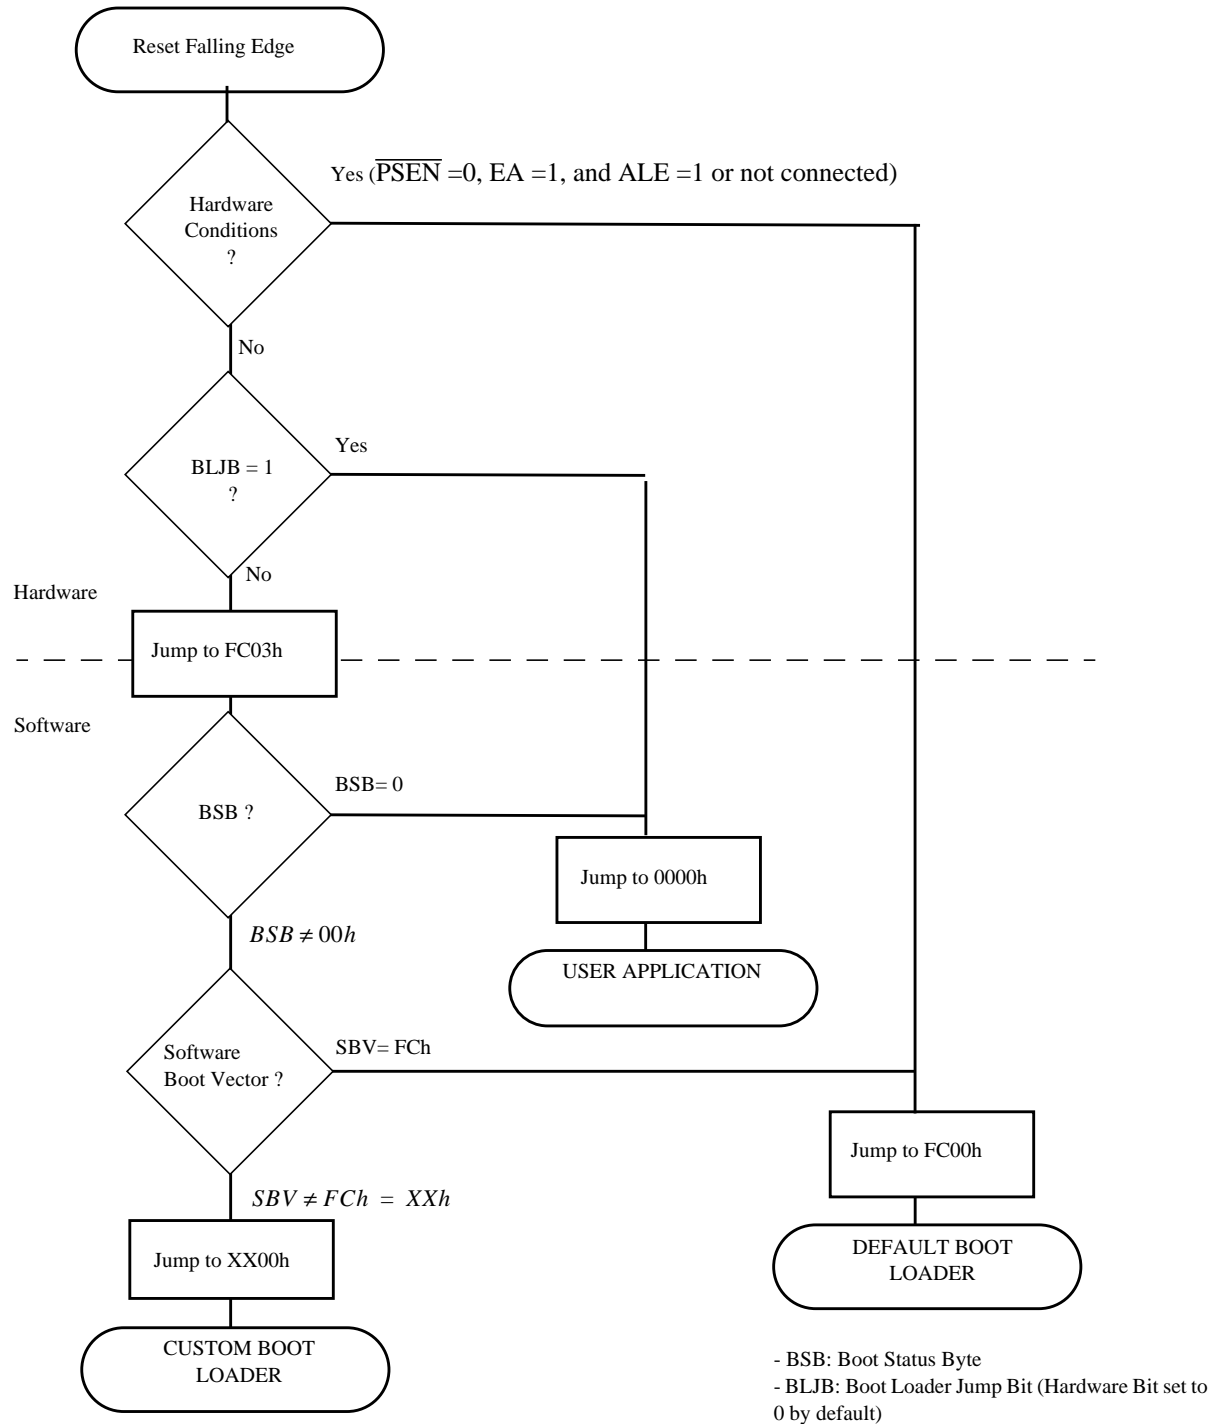 Reset Falling Edge
Yes (P̅S̅E̅N̅ =0, EA =1, and ALE =1 or not connected)
Hardware
Conditions
?
No
Yes
BLJB = 1
?
No
Hardware
Jump to FC03h
Software
BSB= 0
BSB ?
Jump to 0000h
BSB ≠ 00h
USER APPLICATION
SBV= FCh
Software
Boot Vector ?
Jump to FC00h
SBV ≠ FCh = XXh
DEFAULT BOOT
LOADER
Jump to XX00h
CUSTOM BOOT
LOADER
- BSB: Boot Status Byte
- BLJB: Boot Loader Jump Bit (Hardware Bit set to
0 by default)